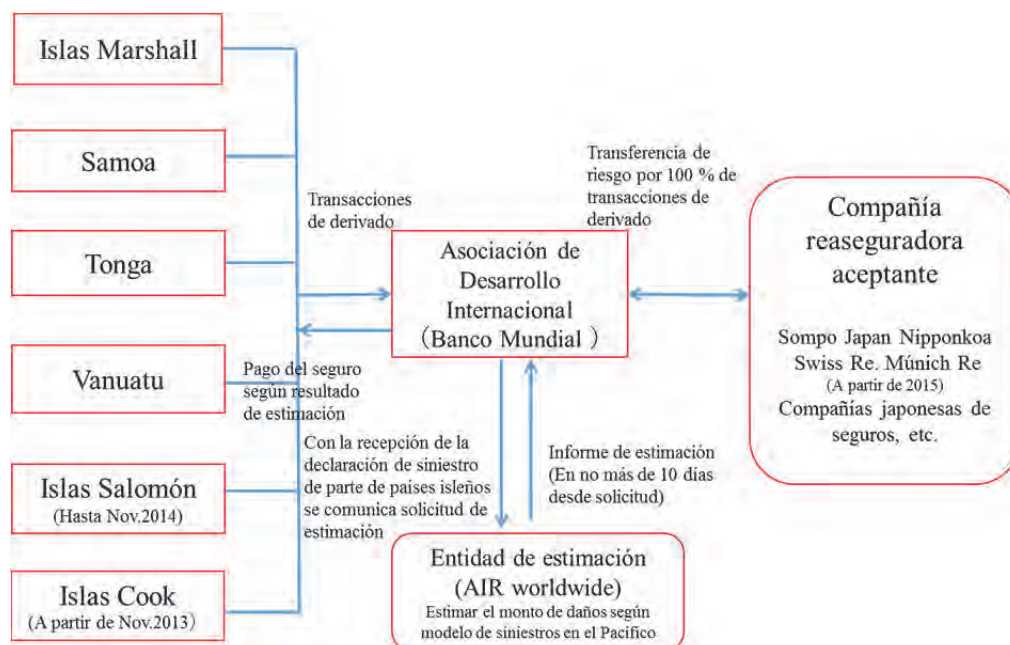 Islas Marshall
Samoa
Tonga
Vanuatu
Islas Salomón
(Hasta Nov.2014)
Islas Cook
(A partir de Nov.2013)
Transacciones
de derivado
Pago del seguro
según resultado
de estimación
Con la recepción de la
declaración de siniestro
de parte de países isleños
se comunica solicitud de
estimación
Asociación de
Desarrollo
Internacional
(Banco Mundial )
Informe de estimación
(En no más de 10 días
desde solicitud)
Entidad de estimación
(AIR worldwide)
Estimar el monto de daños según
modelo de siniestros en el Pacífico
Transferencia de
riesgo por 100 % de
transacciones de
derivado
Compañía
reaseguradora
aceptante
Sompo Japan Nipponkoa
Swiss Re. Múnich Re
(A partir de 2015)
Compañías japonesas de
seguros, etc.